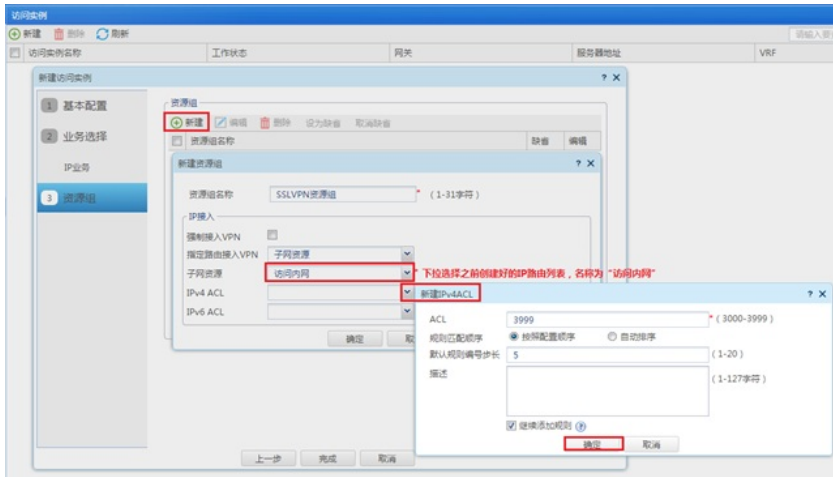 访问实例
新建 删除 刷新
访问实例名称 工作状态 网关 服务器地址 VRF
新建访问实例 ? X
1 基本配置
2 业务选择
IP业务
3 资源组
资源组
新建 编辑 删除 设为缺省 取消缺省
资源组名称 缺省 编辑
新建资源组 ? X
资源组名称 SSLVPN资源组 * (1-31字符)
IP接入
强制接入VPN
指定路由接入VPN 子网资源
子网资源 访问内网 * 下拉选择之前创建好的IP路由列表，名称为“访问内网”
IPv4 ACL
IPv6 ACL
确定
新建IPv4ACL ? X
ACL 3999 * (3000-3999)
规则匹配顺序 按照配置顺序 自动排序
默认规则编号步长 5 (1-20)
描述 (1-127字符)
继续添加规则 ?
确定 取消
上一步 完成 取消